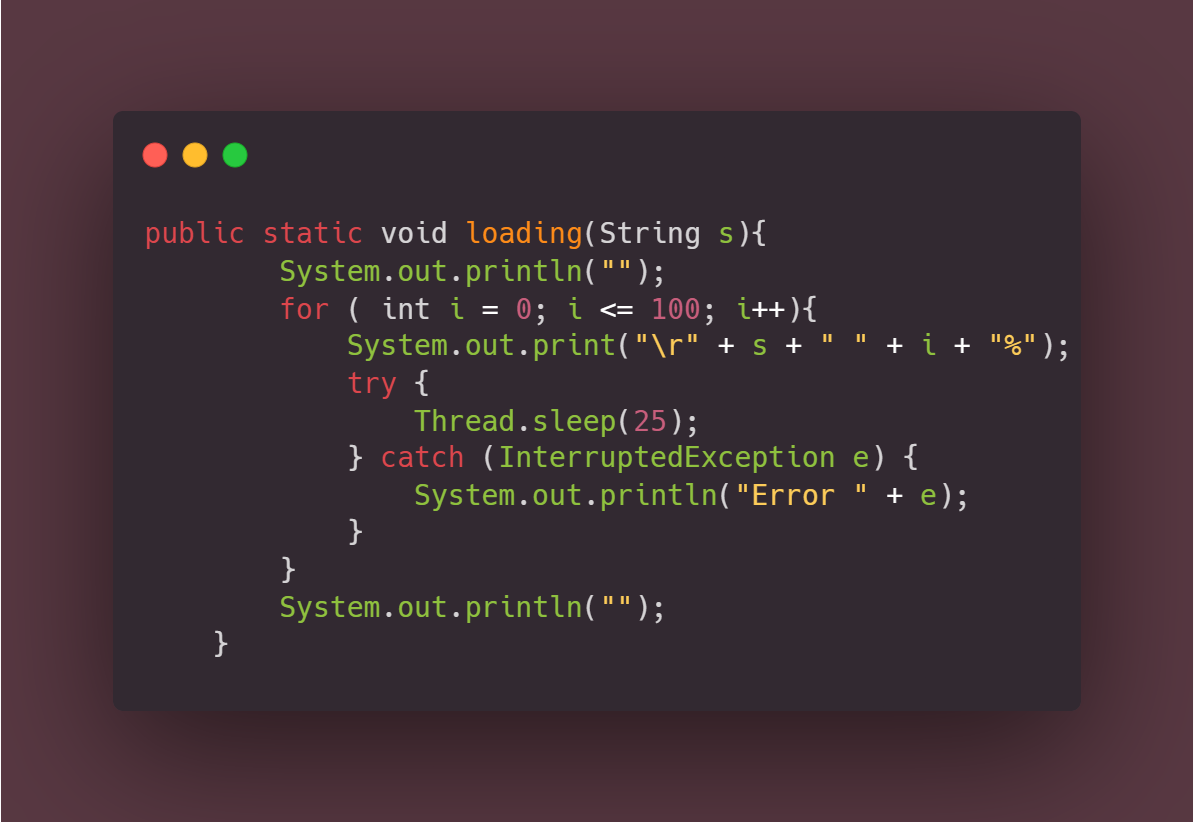 public static void loading(String s){
        System.out.println("");
        for ( int i = 0; i <= 100; i++){
            System.out.print("\r" + s + " " + i + "%");
            try {
                Thread.sleep(25);
            } catch (InterruptedException e) {
                System.out.println("Error " + e);
            }
        }
        System.out.println("");
    }